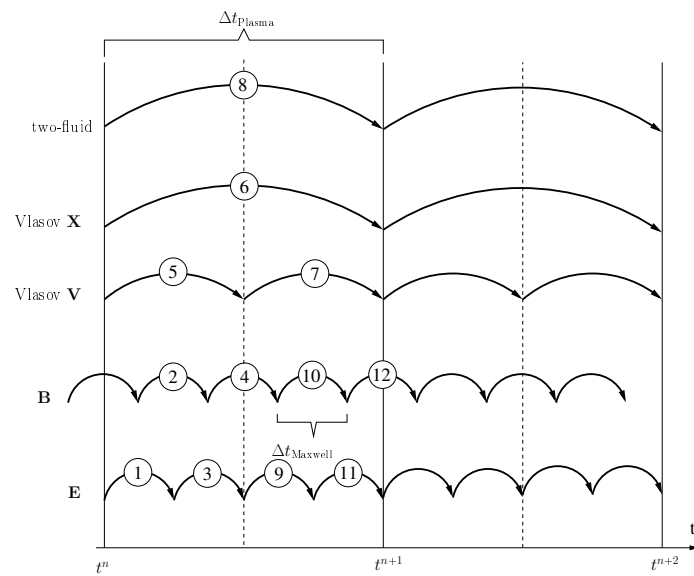 Δt_Plasma
8
two-fluid
6
Vlasov X
5
7
Vlasov V
2
4
10
12
B
Δt_Maxwell
1
3
9
11
E
t
t^n
t^{n+1}
t^{n+2}